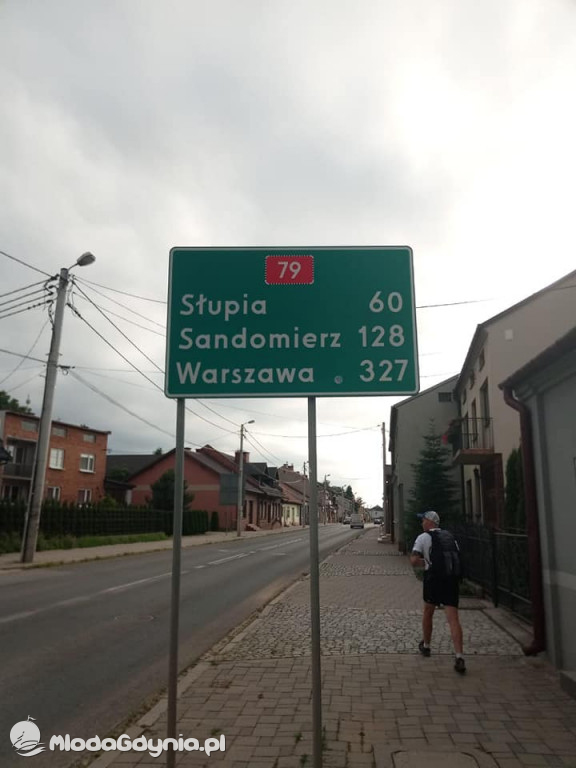 79
Słupia 60
Sandomierz 128
Warszawa 327
MlodaGdynia.pl